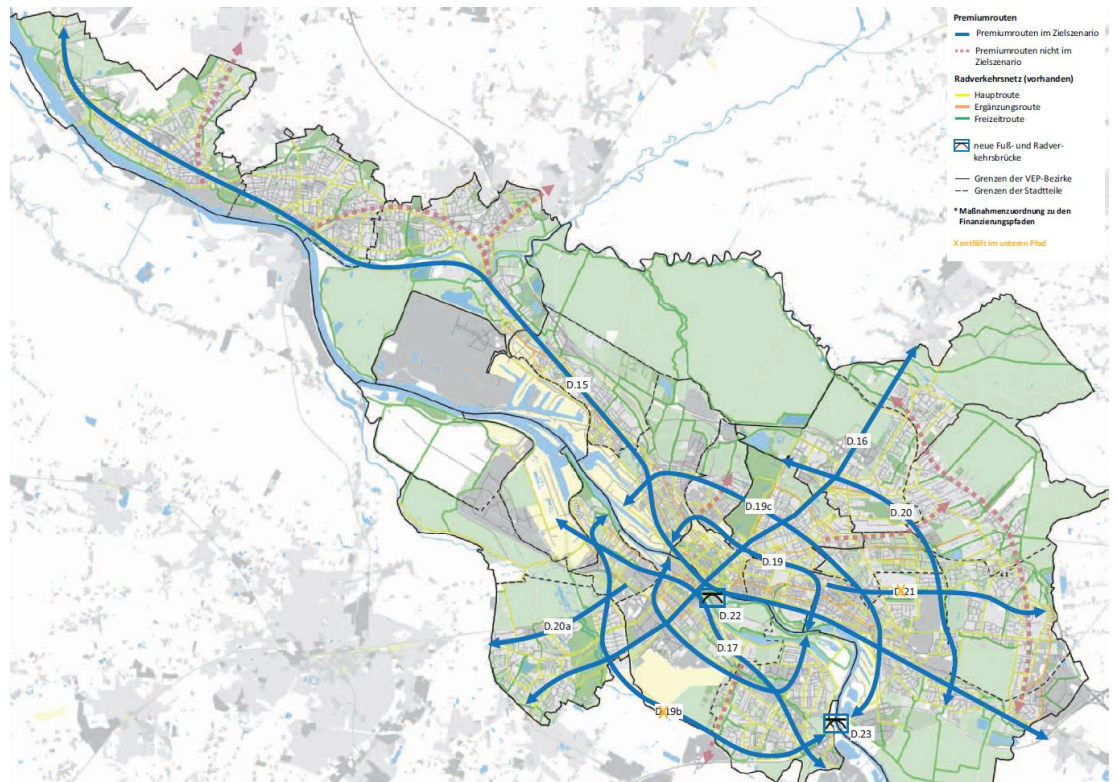 Premiumrouten
Premiumrouten im Zielszenario
Premiumrouten nicht im
Zielszenario
Radverkehrsnetz (vorhanden)
Hauptroute
Ergänzungsroute
Freizeitroute
neue Fuß- und Radver-
kehrsbrücke
Grenzen der VEP-Bezirke
Grenzen der Stadtteile
* Maßnahmenzuordnung zu den
Finanzierungspfaden
X entfällt im unteren Pfad
D.15
D.16
D.19c
D.20
D.19
D.21
X
D.22
D.20a
D.17
D.19b
X
D.23